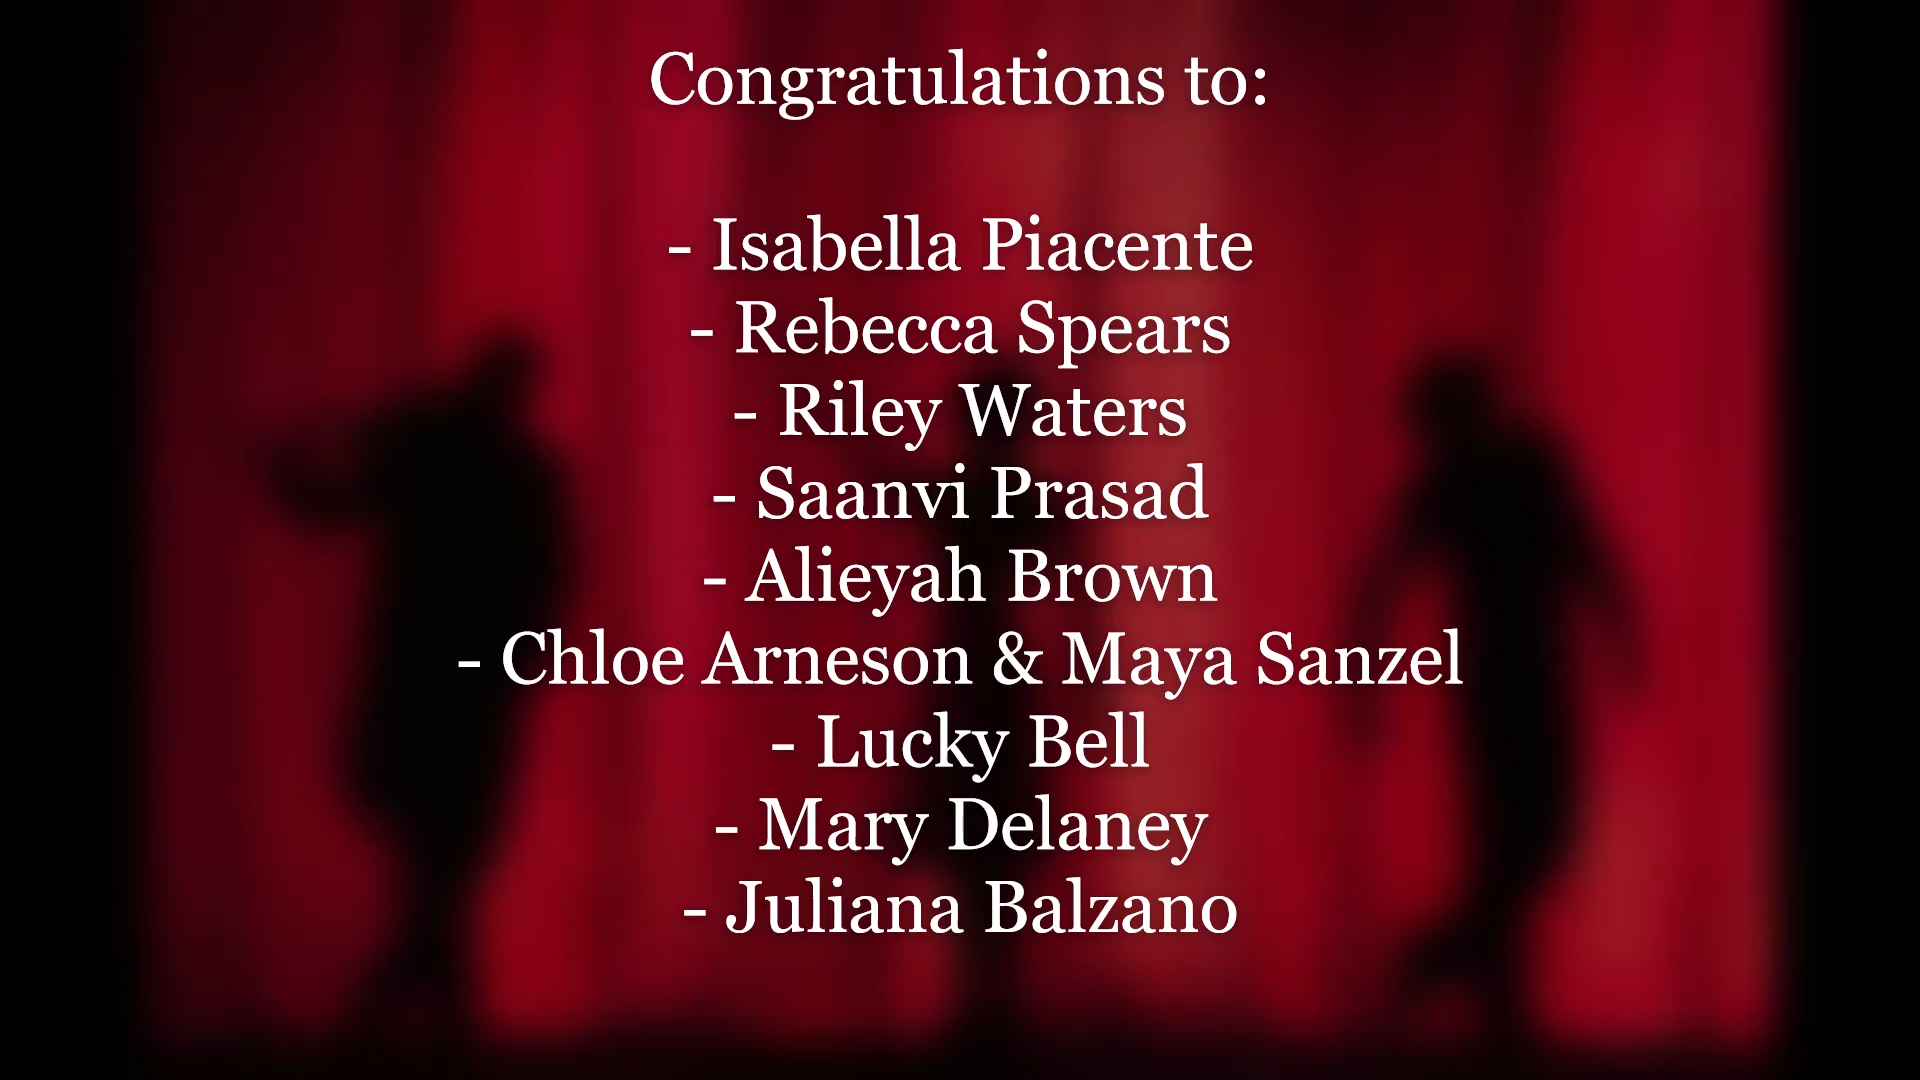 Congratulations to:
- Isabella Piacente
- Rebecca Spears
- Riley Waters
- Saanvi Prasad
- Alieyah Brown
- Chloe Arneson & Maya Sanzel
- Lucky Bell
- Mary Delaney
- Juliana Balzano